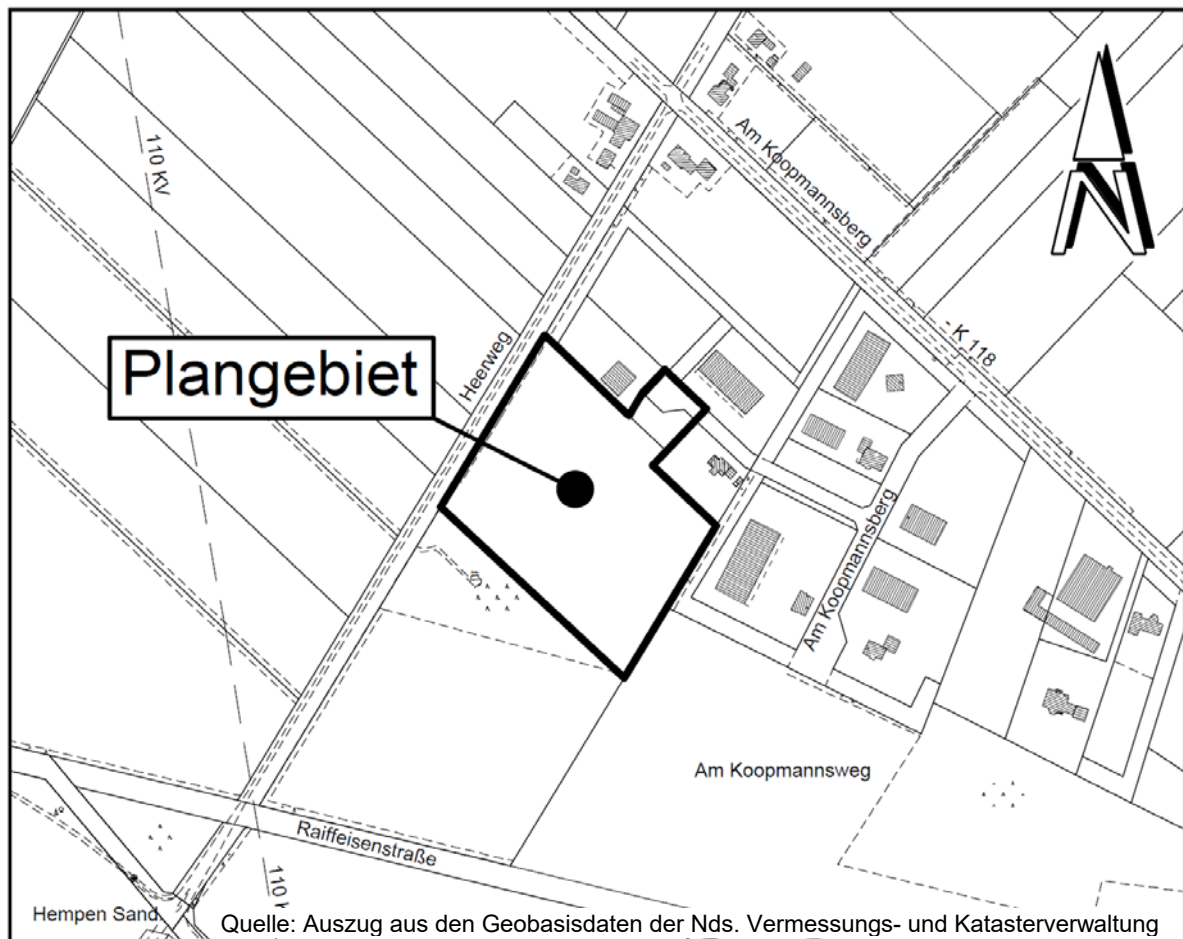 110 KV
Am Koopmannsberg
N
Heerweg
K 118
Plangebiet
Am Koopmannsberg
Am Koopmannsweg
Raiffeisenstraße
110 K
Hempen Sand
Quelle: Auszug aus den Geobasisdaten der Nds. Vermessungs- und Katasterverwaltung